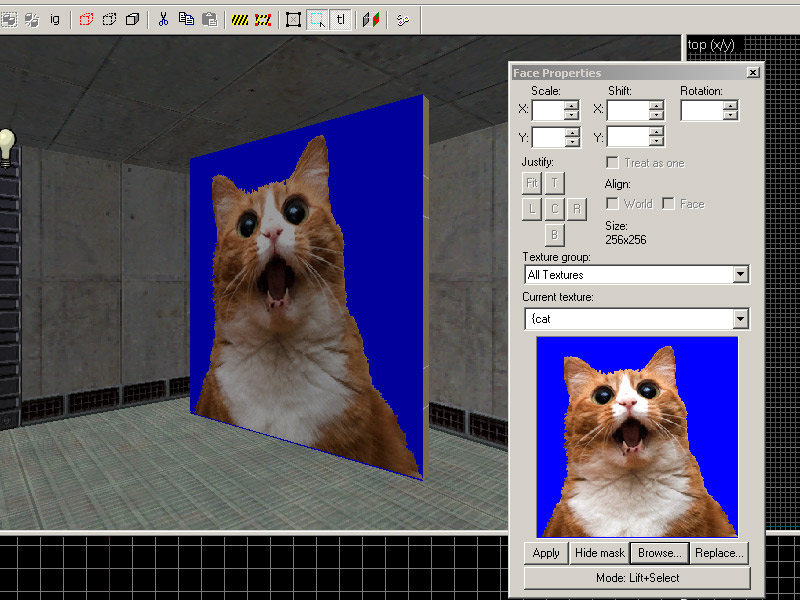 ig
tl
top (x/y)
Face Properties
Scale: Shift: Rotation:
X: X:
Y: Y:
Justify: Treat as one
Fit T
Align:
L C R
World Face
B
Size:
256x256
Texture group:
All Textures
Current texture:
{cat
Apply Hide mask Browse... Replace...
Mode: Lift+Select